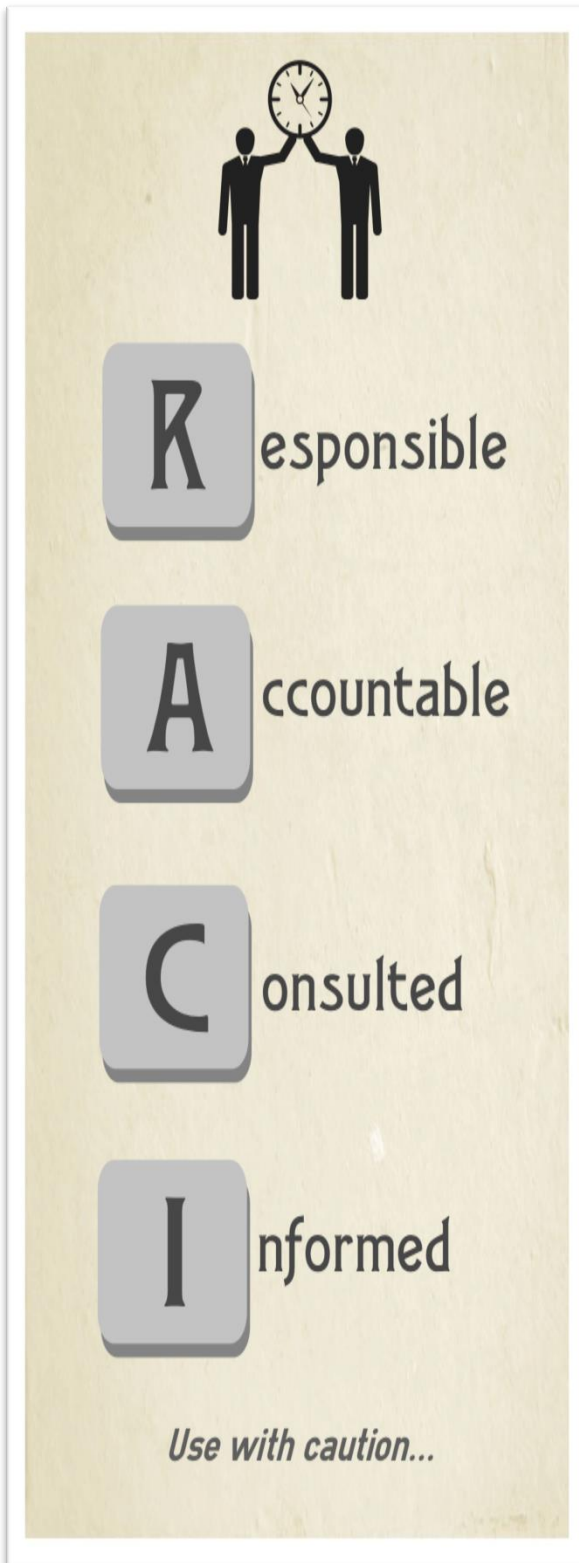 Responsible
Accountable
Consulted
Informed
Use with caution...